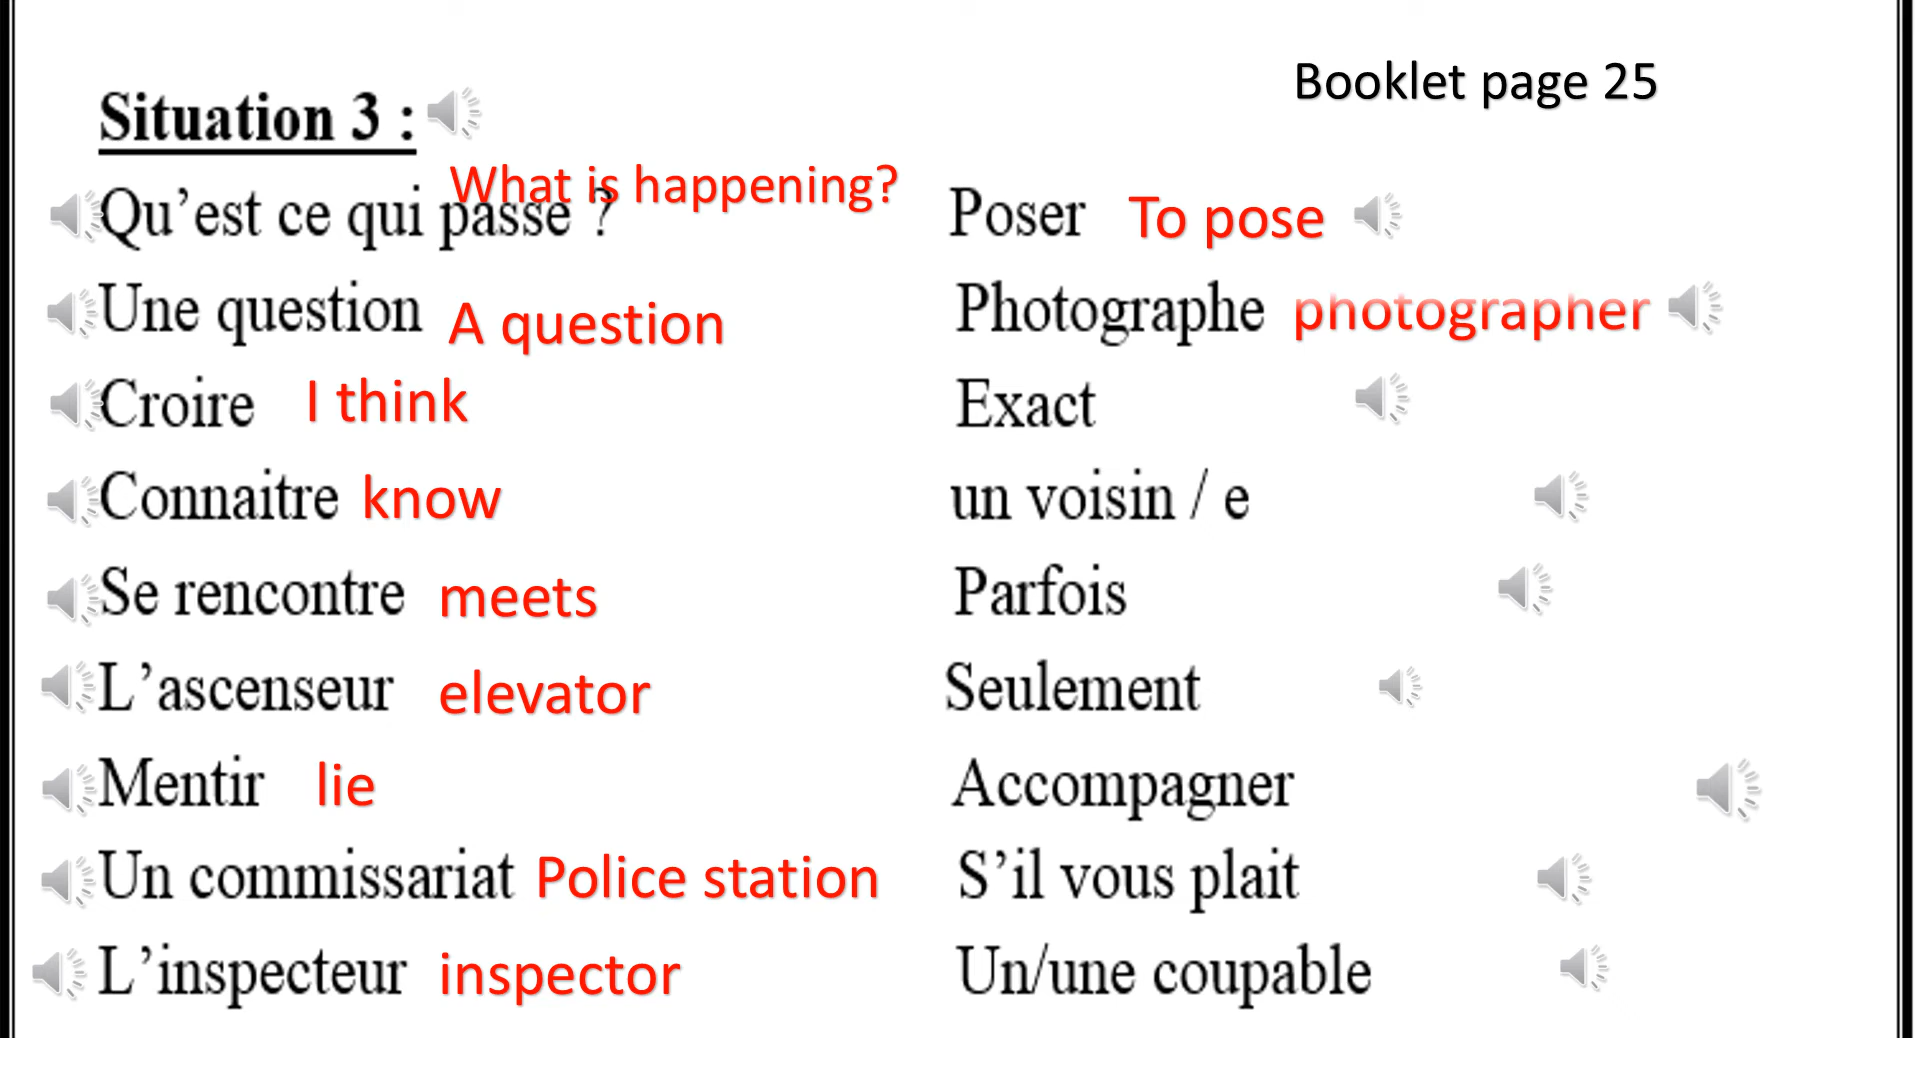 Booklet page 25
Situation 3 :
Qu'est ce qui passe ? What is happening?
Une question A question
Croire I think
Connaitre know
Se rencontre meets
L'ascenseur elevator
Mentir lie
Un commissariat Police station
L'inspecteur inspector
Poser To pose
Photographe photographer
Exact
un voisin / e
Parfois
Seulement
Accompagner
S'il vous plait
Un/une coupable